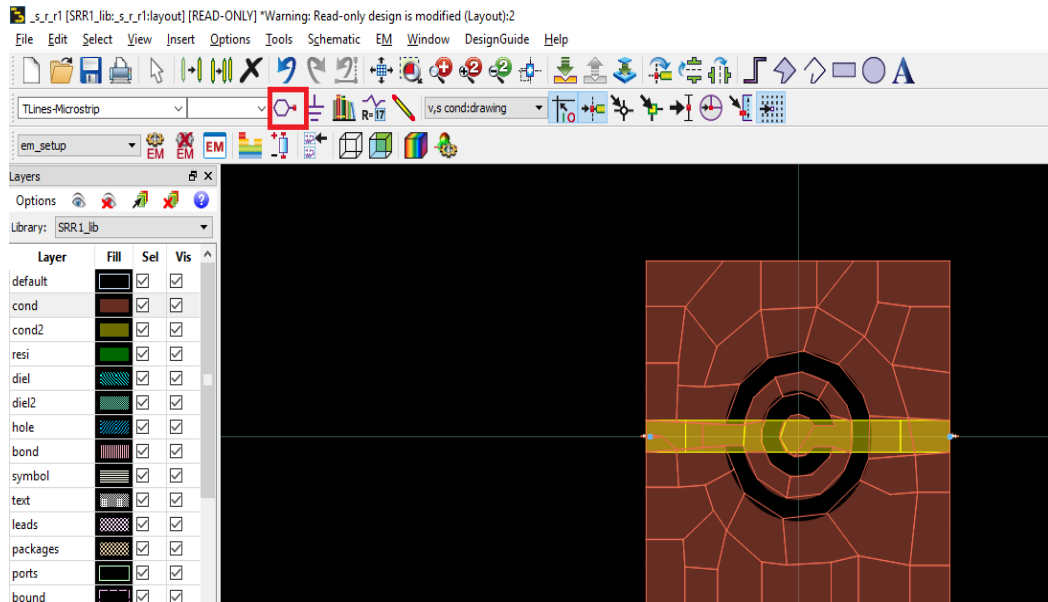 _s_r_r1 [SRR1_lib:_s_r_r1:layout] [READ-ONLY] *Warning: Read-only design is modified (Layout):2
File Edit Select View Insert Options Tools Schematic EM Window DesignGuide Help
+2 -2 A
TLines-Microstrip R=17 v,s cond:drawing
em_setup EM EM EM
Layers
Options
Library: SRR1_lib
Layer Fill Sel Vis
default
cond
cond2
resi
diel
diel2
hole
bond
symbol
text
leads
packages
ports
bound